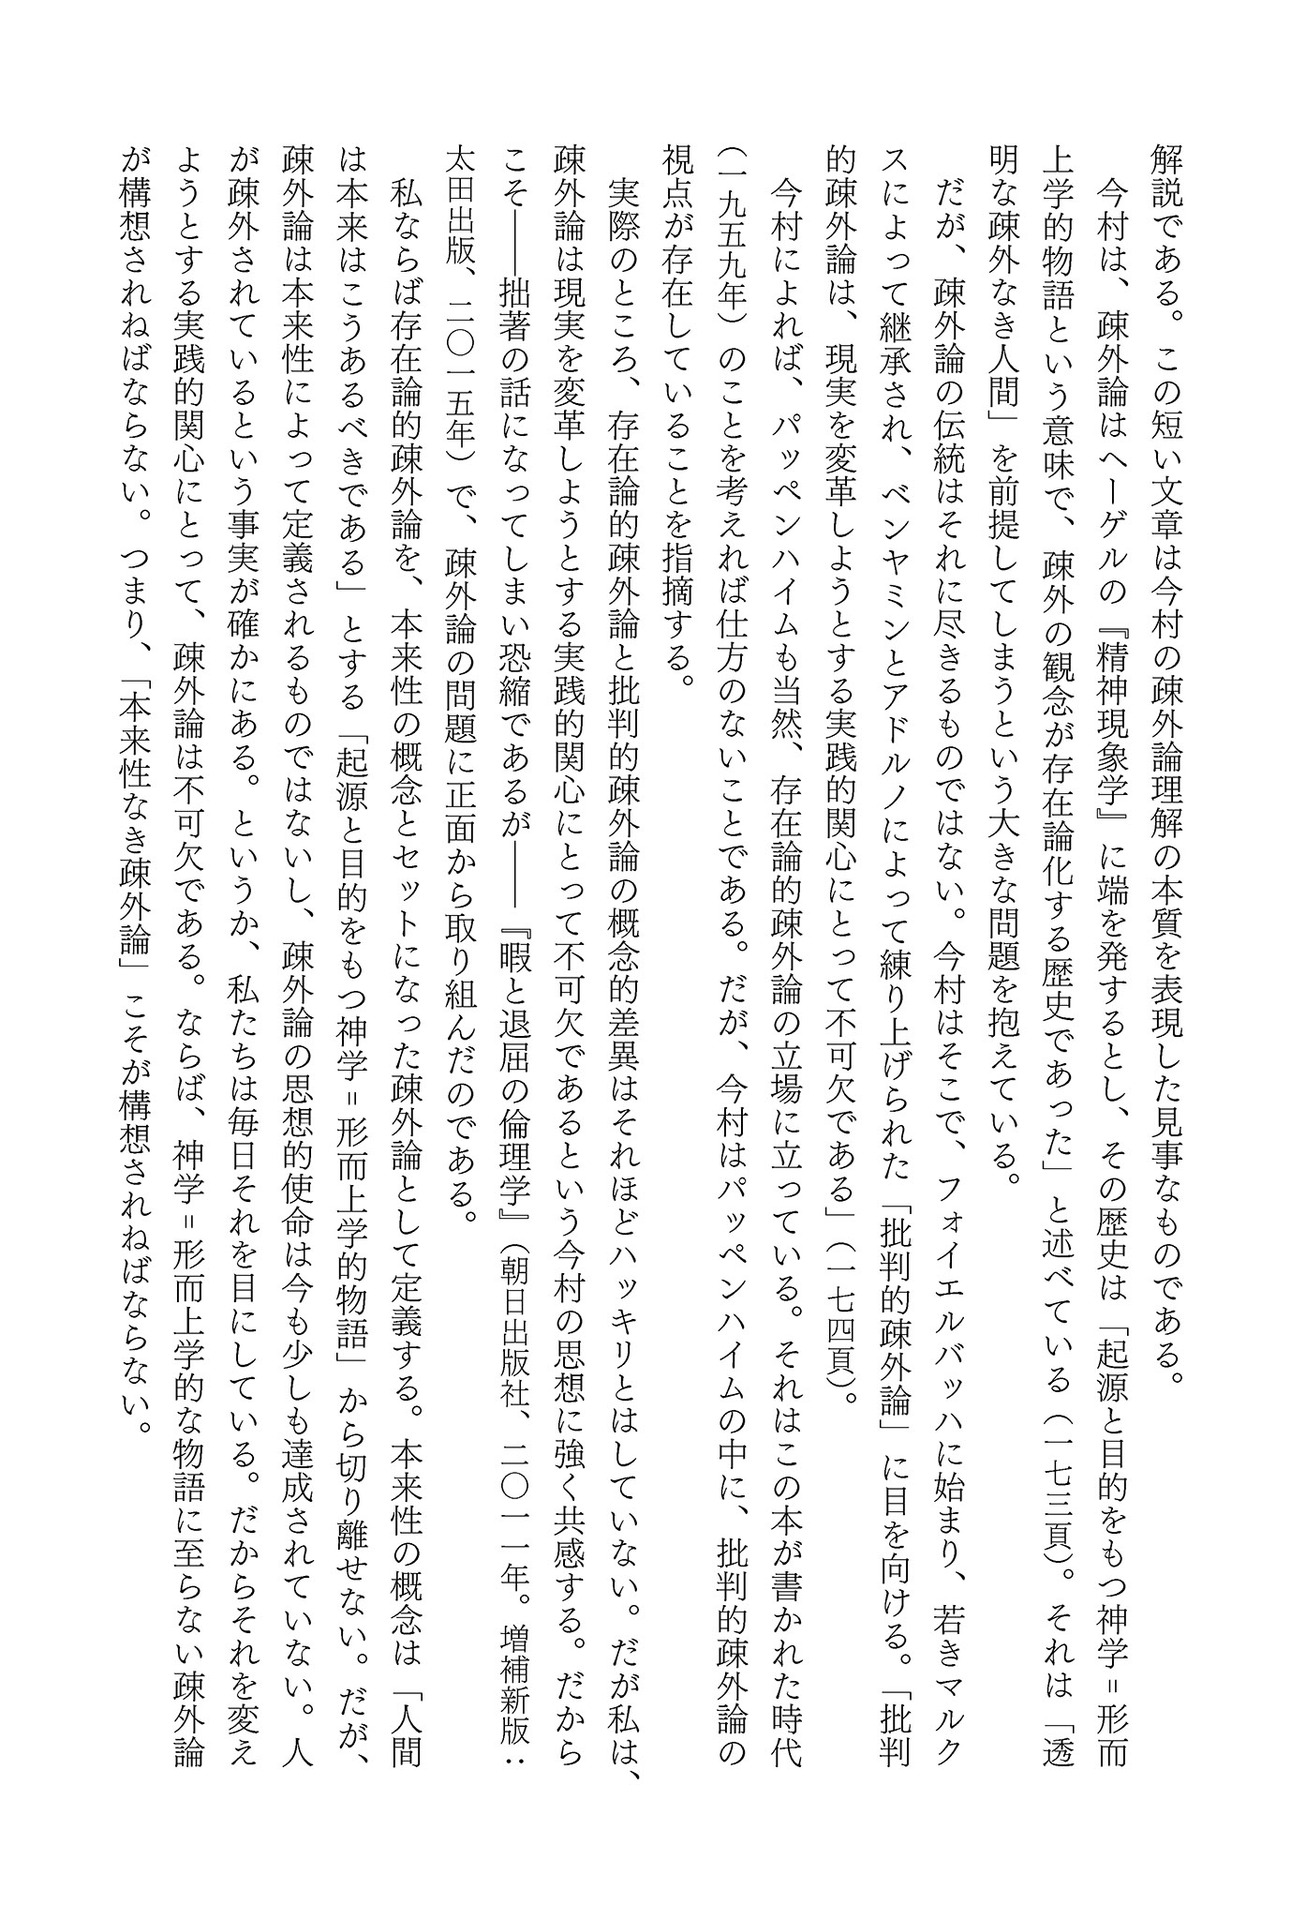 解説である。この短い文章は今村の疎外論理解の本質を表現した見事なものである。
今村は、疎外論はヘーゲルの『精神現象学』に端を発するとし、その歴史は「起源と目的をもつ神学＝形而
上学的物語という意味で、疎外の観念が存在論化する歴史であった」と述べている（一七三頁）。それは「透
明な疎外なき人間」を前提してしまうという大きな問題を抱えている。
だが、疎外論の伝統はそれに尽きるものではない。今村はそこで、フォイエルバッハに始まり、若きマルク
スによって継承され、ベンヤミンとアドルノによって練り上げられた「批判的疎外論」に目を向ける。「批判
的疎外論は、現実を変革しようとする実践的関心にとって不可欠である」（一七四頁）。
今村によれば、パッペンハイムも当然、存在論的疎外論の立場に立っている。それはこの本が書かれた時代
（一九五九年）のことを考えれば仕方のないことである。だが、今村はパッペンハイムの中に、批判的疎外論の
視点が存在していることを指摘する。
実際のところ、存在論的疎外論と批判的疎外論の概念的差異はそれほどハッキリとはしていない。だが私は、
疎外論は現実を変革しようとする実践的関心にとって不可欠であるという今村の思想に強く共感する。だから
こそ――拙著の話になってしまい恐縮であるが――『暇と退屈の倫理学』（朝日出版社、二〇一一年。増補新版：
太田出版、二〇一五年）で、疎外論の問題に正面から取り組んだのである。
私ならば存在論的疎外論を、本来性の概念とセットになった疎外論として定義する。本来性の概念は「人間
は本来はこうあるべきである」とする「起源と目的をもつ神学＝形而上学的物語」から切り離せない。だが、
疎外論は本来性によって定義されるものではないし、疎外論の思想的使命は今も少しも達成されていない。人
が疎外されているという事実が確かにある。というか、私たちは毎日それを目にしている。だからそれを変え
ようとする実践的関心にとって、疎外論は不可欠である。ならば、神学＝形而上学的な物語に至らない疎外論
が構想されねばならない。つまり、「本来性なき疎外論」こそが構想されねばならない。